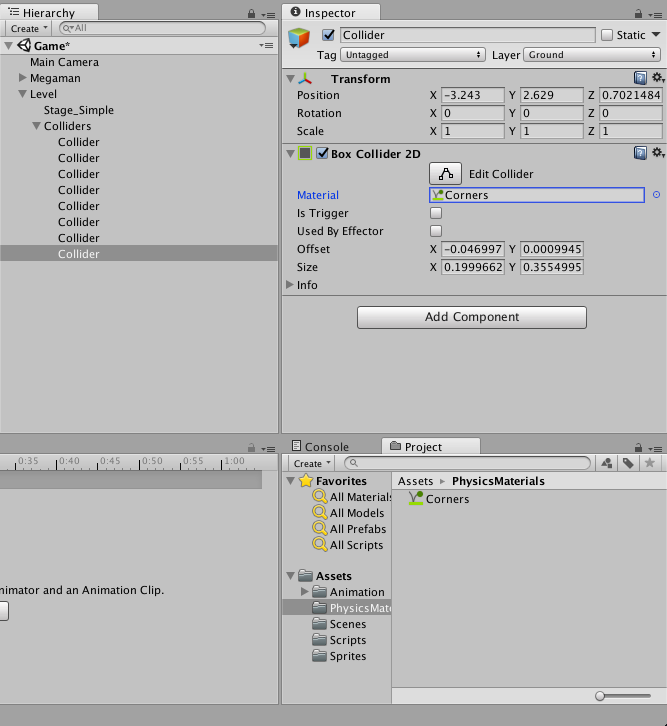 Hierarchy
Create
All
Game*
Main Camera
Megaman
Level
Stage_Simple
Colliders
Collider
Collider
Collider
Collider
Collider
Collider
Collider
Collider
Inspector
Collider
Static
Tag Untagged Layer Ground
Transform
Position X -3.243 Y 2.629 Z 0.7021484
Rotation X 0 Y 0 Z 0
Scale X 1 Y 1 Z 1
Box Collider 2D
Edit Collider
Material Corners
Is Trigger
Used By Effector
Offset X -0.046997 Y 0.0009945
Size X 0.1999662 Y 0.3554995
Info
Add Component
0:35 0:40 0:45 0:50 0:55 1:00
nimator and an Animation Clip.
Console Project
Create
Favorites
All Materials
All Models
All Prefabs
All Scripts
Assets
Animation
PhysicsMat
Scenes
Scripts
Sprites
Assets ▸ PhysicsMaterials
Corners